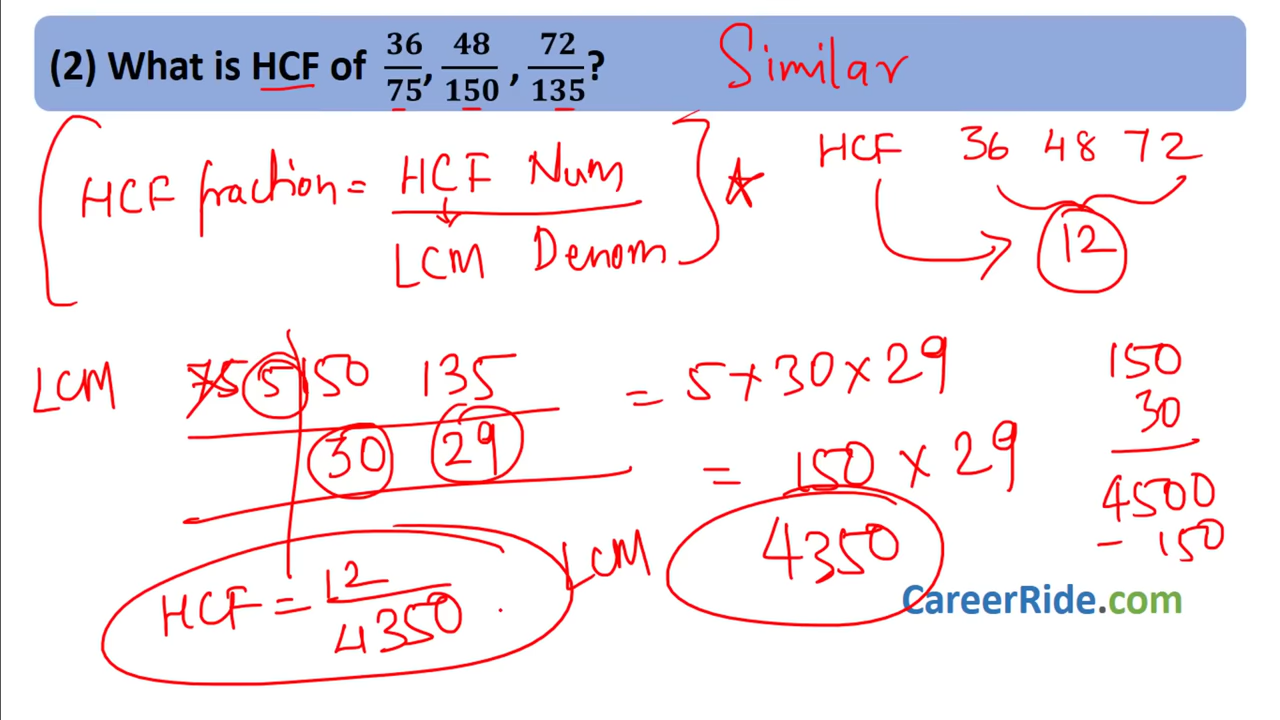 (2) What is HCF of 36/75, 48/150, 72/135? Similar
HCF fraction = HCF Num / LCM Denom
HCF 36 48 72
12
LCM 75 5 150 135
30 29
= 5 × 30 × 29
= 150 × 29
LCM 4350
150
30
4500
- 150
HCF = 12/4350
CareerRide.com